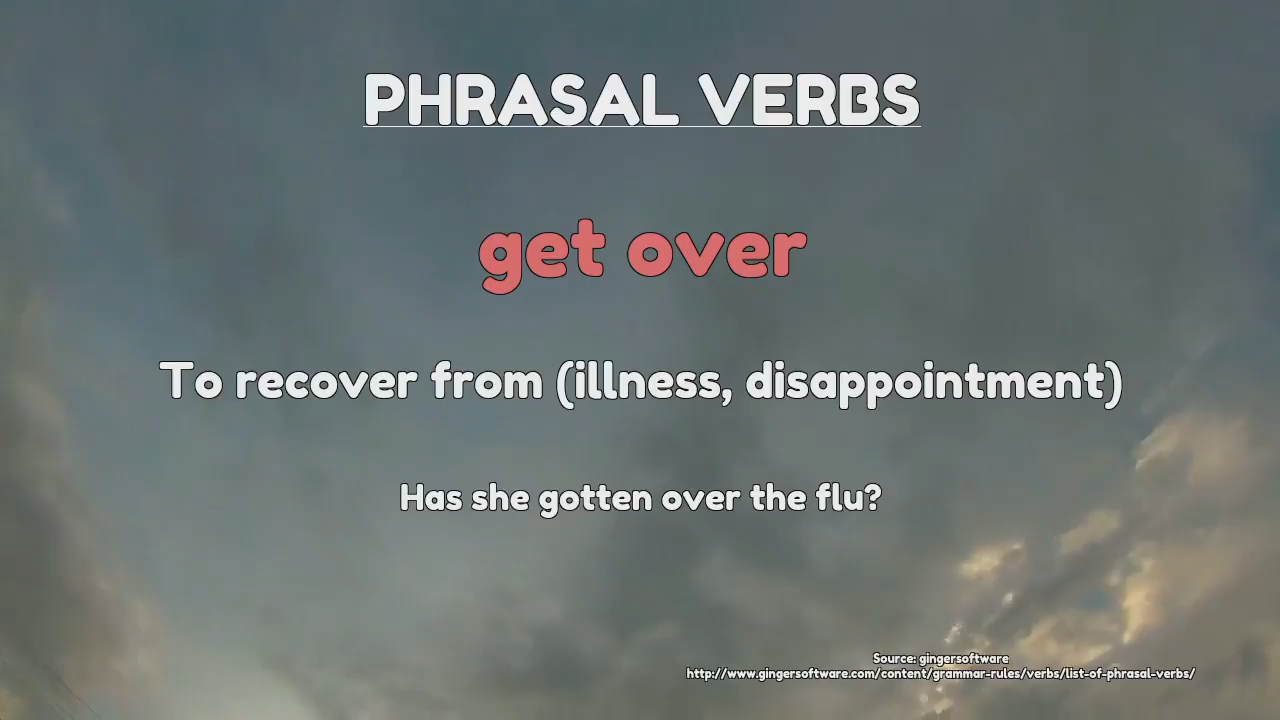 PHRASAL VERBS
get over
To recover from (illness, disappointment)
Has she gotten over the flu?
Source: gingersoftware
http://www.gingersoftware.com/content/grammar-rules/verbs/list-of-phrasal-verbs/